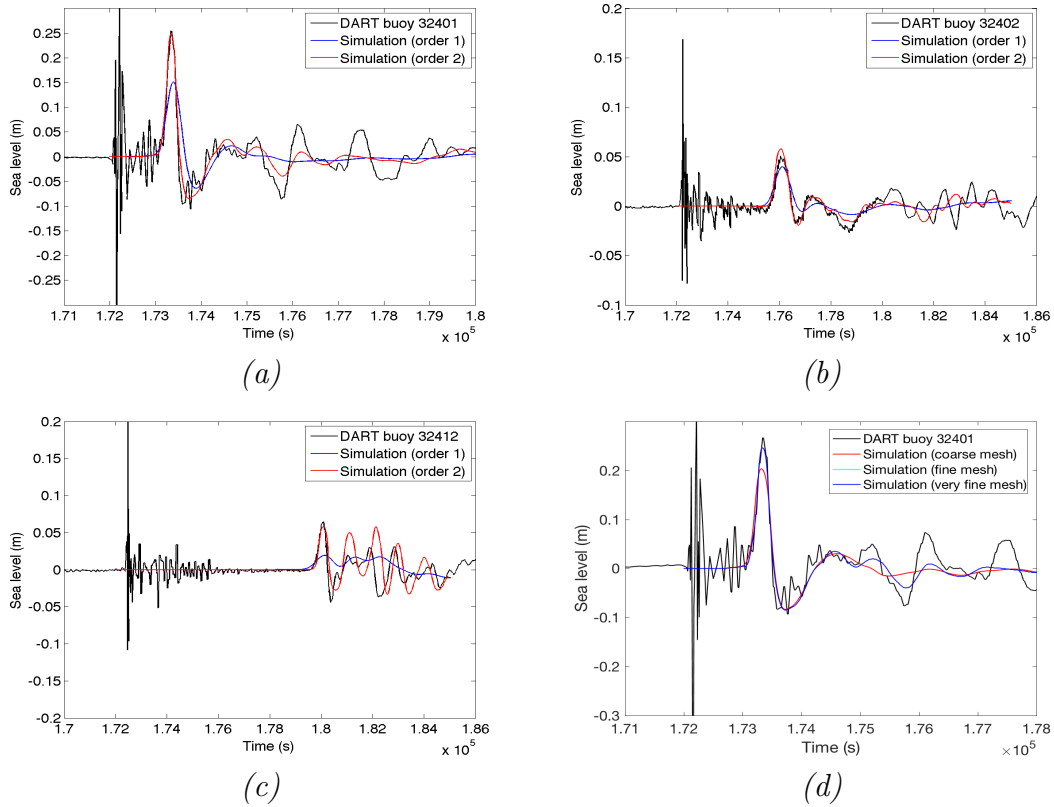 DART buoy 32401
Simulation (order 1)
Simulation (order 2)
0.25
0.2
0.15
0.1
0.05
0
-0.05
-0.1
0.15
0.2
0.25
Sea level (m)
1.71 1.72 1.73 1.74 1.75 1.76 1.77 1.78 1.79 1.8
Time (s)
x 10^5
(a)
DART buoy 32402
Simulation (order 1)
Simulation (order 2)
0.2
0.15
0.1
0.05
0
-0.05
-0.1
Sea level (m)
1.7 1.72 1.74 1.76 1.78 1.8 1.82 1.84 1.86
Time (s)
x 10^5
(b)
DART buoy 32412
Simulation (order 1)
Simulation (order 2)
0.2
0.15
0.1
0.05
0
-0.05
-0.1
-0.15
-0.2
Sea level (m)
1.7 1.72 1.74 1.76 1.78 1.8 1.82 1.84 1.86
Time (s)
x 10^5
(c)
DART buoy 32401
Simulation (coarse mesh)
Simulation (fine mesh)
Simulation (very fine mesh)
0.2
0.1
0
-0.1
-0.2
-0.3
Sea level (m)
1.71 1.72 1.73 1.74 1.75 1.76 1.77 1.78
Time (s)
×10^5
(d)